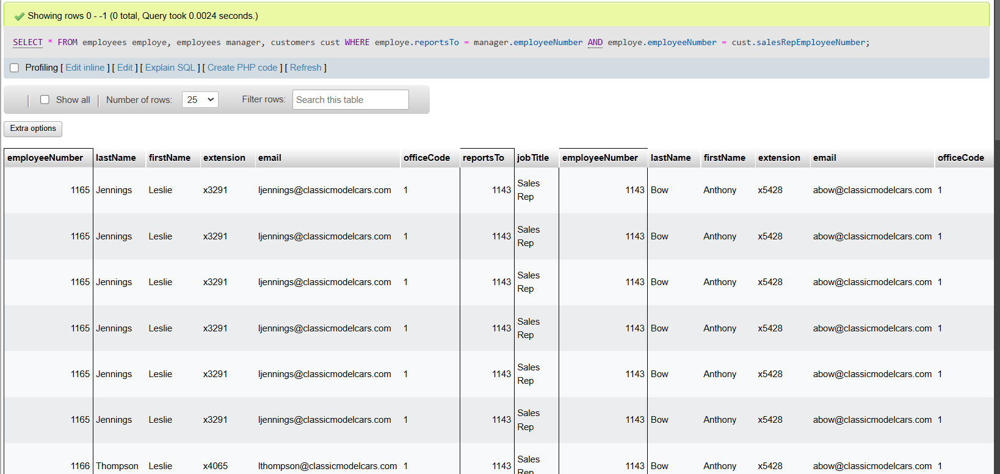 Showing rows 0 - -1 (0 total, Query took 0.0024 seconds.)
SELECT * FROM employees employe, employees manager, customers cust WHERE employe.reportsTo = manager.employeeNumber AND employe.employeeNumber = cust.salesRepEmployeeNumber;
Profiling [ Edit inline ] [ Edit ] [ Explain SQL ] [ Create PHP code ] [ Refresh ]
Show all Number of rows: 25 Filter rows: Search this table
Extra options
employeeNumber lastName firstName extension email officeCode reportsTo jobTitle employeeNumber lastName firstName extension email officeCode
1165 Jennings Leslie x3291 ljennings@classicmodelcars.com 1 1143 Sales Rep 1143 Bow Anthony x5428 abow@classicmodelcars.com 1
1165 Jennings Leslie x3291 ljennings@classicmodelcars.com 1 1143 Sales Rep 1143 Bow Anthony x5428 abow@classicmodelcars.com 1
1165 Jennings Leslie x3291 ljennings@classicmodelcars.com 1 1143 Sales Rep 1143 Bow Anthony x5428 abow@classicmodelcars.com 1
1165 Jennings Leslie x3291 ljennings@classicmodelcars.com 1 1143 Sales Rep 1143 Bow Anthony x5428 abow@classicmodelcars.com 1
1165 Jennings Leslie x3291 ljennings@classicmodelcars.com 1 1143 Sales Rep 1143 Bow Anthony x5428 abow@classicmodelcars.com 1
1165 Jennings Leslie x3291 ljennings@classicmodelcars.com 1 1143 Sales Rep 1143 Bow Anthony x5428 abow@classicmodelcars.com 1
1166 Thompson Leslie x4065 lthompson@classicmodelcars.com 1 1143 Sales Rep 1143 Bow Anthony x5428 abow@classicmodelcars.com 1